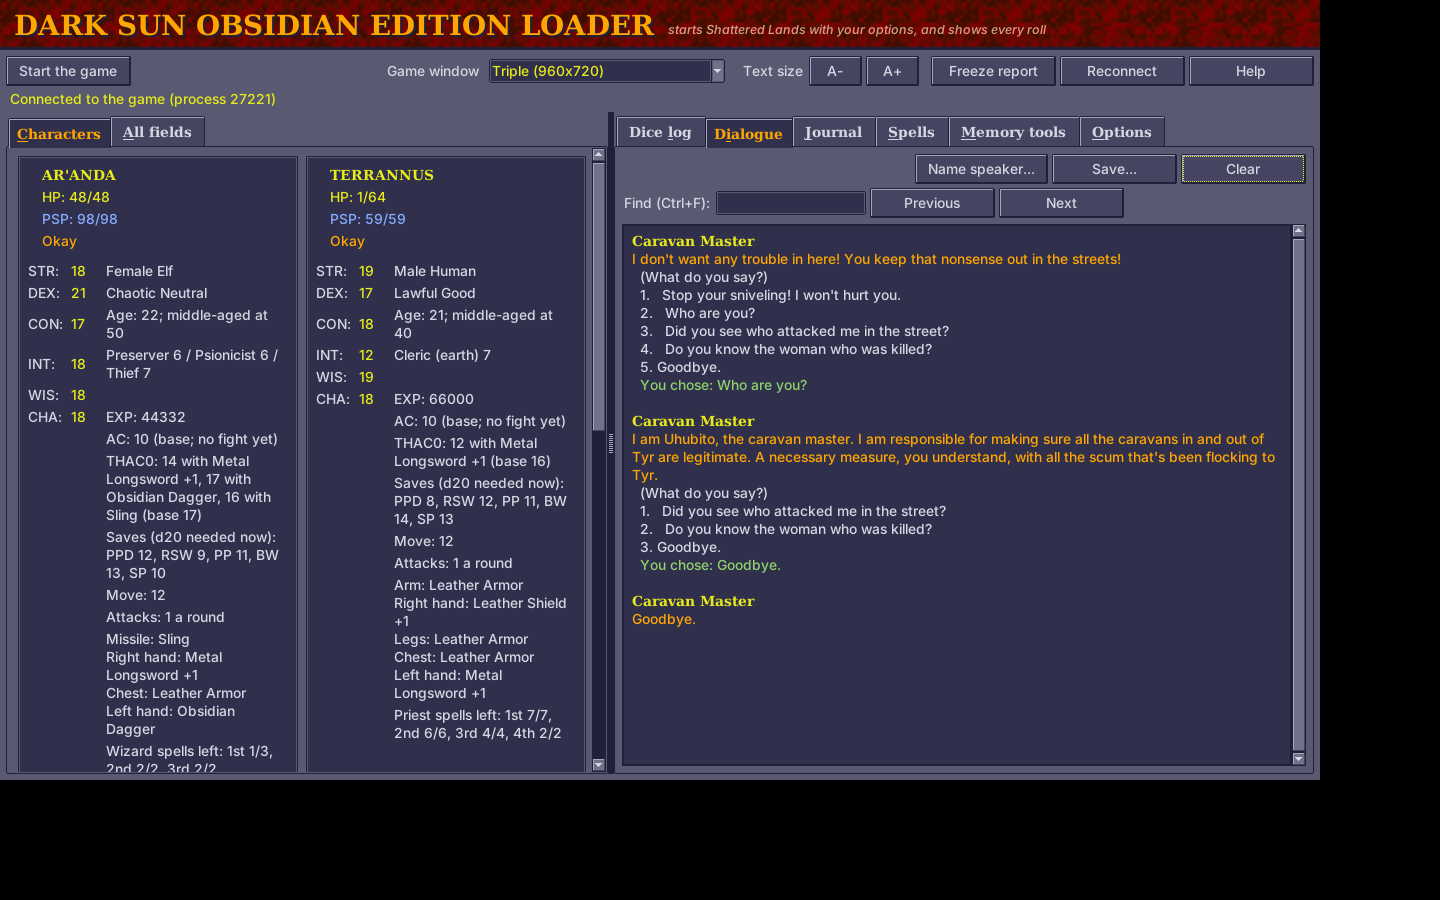 DARK SUN OBSIDIAN EDITION LOADER starts Shattered Lands with your options, and shows every roll
Start the game Game window Triple (960x720) Text size A- A+ Freeze report Reconnect Help
Connected to the game (process 27221)
Characters All fields
AR'ANDA
HP: 48/48
PSP: 98/98
Okay
STR: 18 Female Elf
DEX: 21 Chaotic Neutral
CON: 17 Age: 22; middle-aged at
50
INT: 18 Preserver 6 / Psionicist 6 /
Thief 7
WIS: 18
CHA: 18 EXP: 44332
AC: 10 (base; no fight yet)
THAC0: 14 with Metal
Longsword +1, 17 with
Obsidian Dagger, 16 with
Sling (base 17)
Saves (d20 needed now):
PPD 12, RSW 9, PP 11, BW
13, SP 10
Move: 12
Attacks: 1 a round
Missile: Sling
Right hand: Metal
Longsword +1
Chest: Leather Armor
Left hand: Obsidian
Dagger
Wizard spells left: 1st 1/3,
2nd 2/2, 3rd 2/2
TERRANNUS
HP: 1/64
PSP: 59/59
Okay
STR: 19 Male Human
DEX: 17 Lawful Good
CON: 18 Age: 21; middle-aged at
40
INT: 12 Cleric (earth) 7
WIS: 19
CHA: 18 EXP: 66000
AC: 10 (base; no fight yet)
THAC0: 12 with Metal
Longsword +1 (base 16)
Saves (d20 needed now):
PPD 8, RSW 12, PP 11, BW
14, SP 13
Move: 12
Attacks: 1 a round
Arm: Leather Armor
Right hand: Leather Shield
+1
Legs: Leather Armor
Chest: Leather Armor
Left hand: Metal
Longsword +1
Priest spells left: 1st 7/7,
2nd 6/6, 3rd 4/4, 4th 2/2
Dice log Dialogue Journal Spells Memory tools Options
Name speaker... Save... Clear
Find (Ctrl+F): Previous Next
Caravan Master
I don't want any trouble in here! You keep that nonsense out in the streets!
(What do you say?)
1. Stop your sniveling! I won't hurt you.
2. Who are you?
3. Did you see who attacked me in the street?
4. Do you know the woman who was killed?
5. Goodbye.
You chose: Who are you?
Caravan Master
I am Uhubito, the caravan master. I am responsible for making sure all the caravans in and out of
Tyr are legitimate. A necessary measure, you understand, with all the scum that's been flocking to
Tyr.
(What do you say?)
1. Did you see who attacked me in the street?
2. Do you know the woman who was killed?
3. Goodbye.
You chose: Goodbye.
Caravan Master
Goodbye.